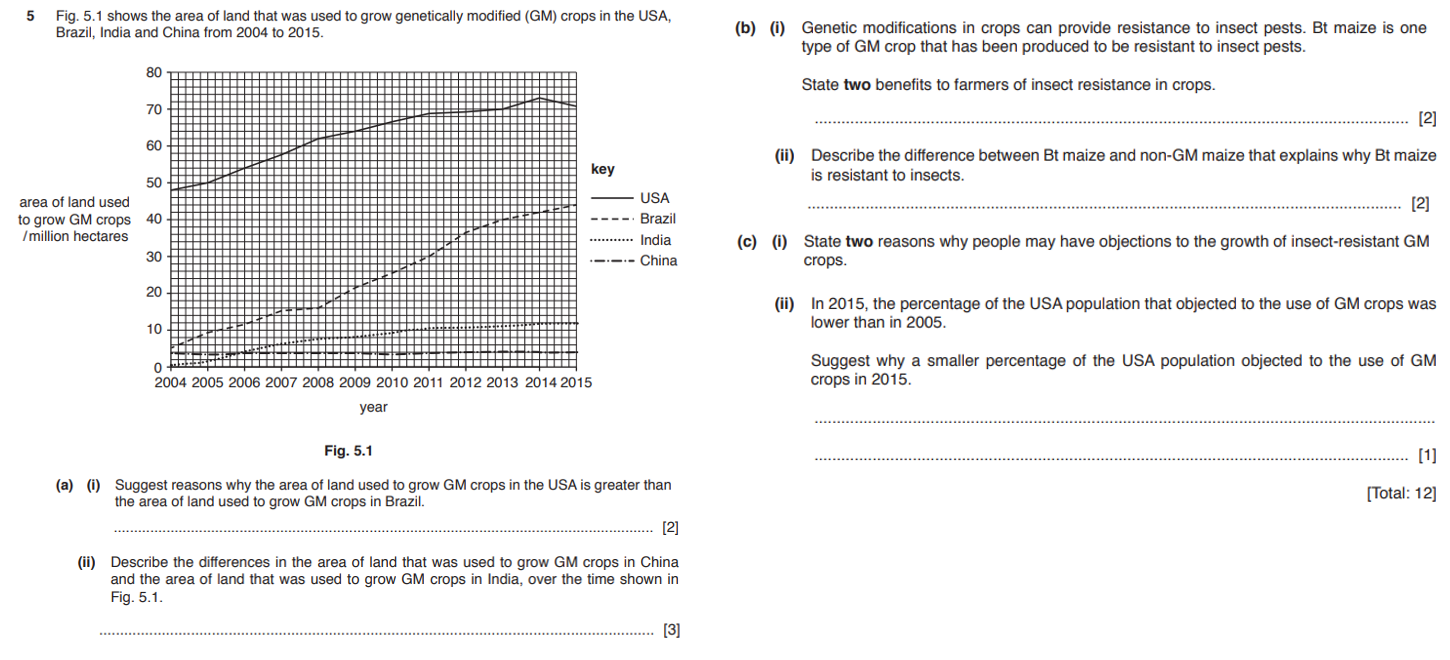 5 Fig. 5.1 shows the area of land that was used to grow genetically modified (GM) crops in the USA,
Brazil, India and China from 2004 to 2015.
80
70
60
50
40
30
20
10
0
area of land used
to grow GM crops
/million hectares
2004 2005 2006 2007 2008 2009 2010 2011 2012 2013 2014 2015
year
key
USA
Brazil
India
China
Fig. 5.1
(a) (i) Suggest reasons why the area of land used to grow GM crops in the USA is greater than
the area of land used to grow GM crops in Brazil.
[2]
(ii) Describe the differences in the area of land that was used to grow GM crops in China
and the area of land that was used to grow GM crops in India, over the time shown in
Fig. 5.1.
[3]
(b) (i) Genetic modifications in crops can provide resistance to insect pests. Bt maize is one
type of GM crop that has been produced to be resistant to insect pests.
State two benefits to farmers of insect resistance in crops.
[2]
(ii) Describe the difference between Bt maize and non-GM maize that explains why Bt maize
is resistant to insects.
[2]
(c) (i) State two reasons why people may have objections to the growth of insect-resistant GM
crops.
(ii) In 2015, the percentage of the USA population that objected to the use of GM crops was
lower than in 2005.
Suggest why a smaller percentage of the USA population objected to the use of GM
crops in 2015.
[1]
[Total: 12]